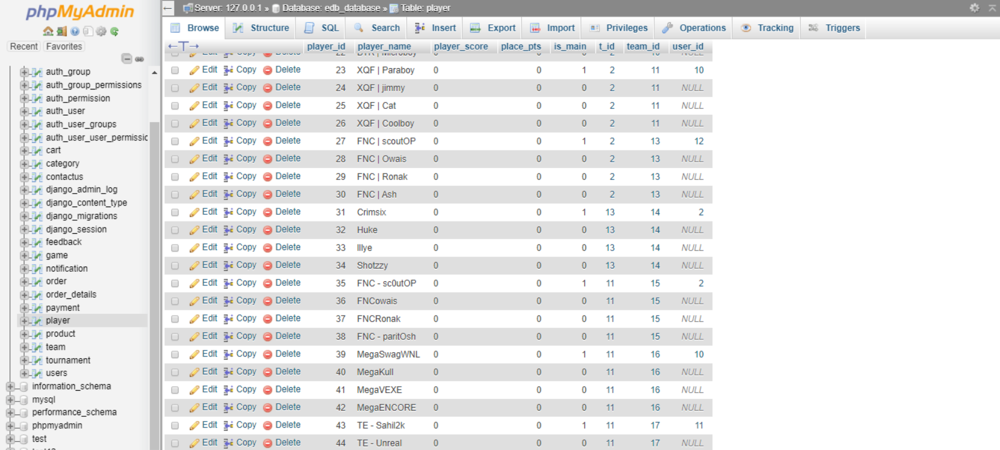 phpMyAdmin
Recent Favorites
auth_group
auth_group_permissions
auth_permission
auth_user
auth_user_groups
auth_user_user_permissic
cart
category
contactus
django_admin_log
django_content_type
django_migrations
django_session
feedback
game
notification
order
order_details
payment
player
product
team
tournament
users
information_schema
mysql
performance_schema
phpmyadmin
test
Server: 127.0.0.1 » Database: edb_database » Table: player
Browse Structure SQL Search Insert Export Import Privileges Operations Tracking Triggers
←T→ player_id player_name player_score place_pts is_main t_id team_id user_id
Edit Copy Delete 23 XQF | Paraboy 0 0 1 2 11 10
Edit Copy Delete 24 XQF | jimmy 0 0 0 2 11 NULL
Edit Copy Delete 25 XQF | Cat 0 0 0 2 11 NULL
Edit Copy Delete 26 XQF | Coolboy 0 0 0 2 11 NULL
Edit Copy Delete 27 FNC | scoutOP 0 0 1 2 13 12
Edit Copy Delete 28 FNC | Owais 0 0 0 2 13 NULL
Edit Copy Delete 29 FNC | Ronak 0 0 0 2 13 NULL
Edit Copy Delete 30 FNC | Ash 0 0 0 2 13 NULL
Edit Copy Delete 31 Crimsix 0 0 1 13 14 2
Edit Copy Delete 32 Huke 0 0 0 13 14 NULL
Edit Copy Delete 33 Illye 0 0 0 13 14 NULL
Edit Copy Delete 34 Shotzzy 0 0 0 13 14 NULL
Edit Copy Delete 35 FNC - sc0utOP 0 0 1 11 15 2
Edit Copy Delete 36 FNCowais 0 0 0 11 15 NULL
Edit Copy Delete 37 FNCRonak 0 0 0 11 15 NULL
Edit Copy Delete 38 FNC - paritOsh 0 0 0 11 15 NULL
Edit Copy Delete 39 MegaSwagWNL 0 0 1 11 16 10
Edit Copy Delete 40 MegaKull 0 0 0 11 16 NULL
Edit Copy Delete 41 MegaVEXE 0 0 0 11 16 NULL
Edit Copy Delete 42 MegaENCORE 0 0 0 11 16 NULL
Edit Copy Delete 43 TE - Sahil2k 0 0 1 11 17 11
Edit Copy Delete 44 TE - Unreal 0 0 0 11 17 NULL